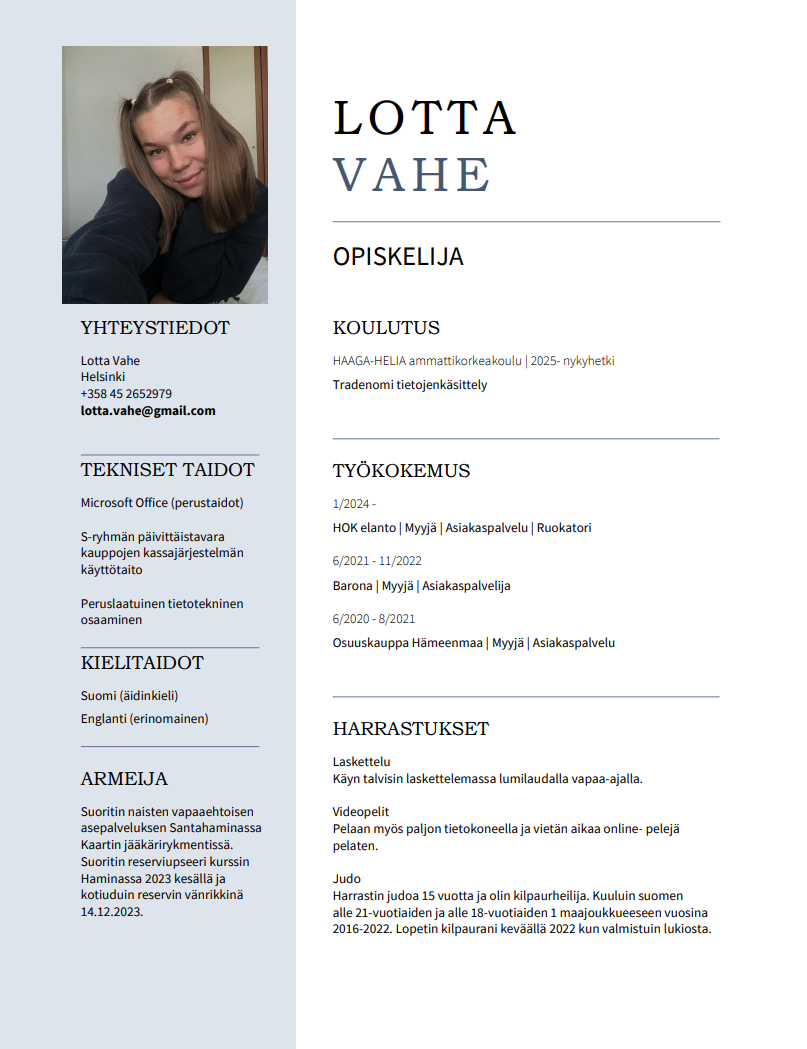 LOTTA
VAHE
OPISKELIJA
YHTEYSTIEDOT
Lotta Vahe
Helsinki
+358 45 2652979
lotta.vahe@gmail.com
TEKNISET TAIDOT
Microsoft Office (perustaidot)
S-ryhmän päivittäistavara
kauppojen kassajärjestelmän
käyttötaito
Peruslaatuinen tietotekninen
osaaminen
KIELITAIDOT
Suomi (äidinkieli)
Englanti (erinomainen)
ARMEIJA
Suoritin naisten vapaaehtoisen
asepalveluksen Santahaminassa
Kaartin jääkärirykmentissä.
Suoritin reserviupseeri kurssin
Haminassa 2023 kesällä ja
kotiuduin reservin vänrikkinä
14.12.2023.
KOULUTUS
HAAGA-HELIA ammattikorkeakoulu | 2025- nykyhetki
Tradenomi tietojenkäsittely
TYÖKOKEMUS
1/2024 -
HOK elanto | Myyjä | Asiakaspalvelu | Ruokatori
6/2021 - 11/2022
Barona | Myyjä | Asiakaspalvelija
6/2020 - 8/2021
Osuuskauppa Hämeenmaa | Myyjä | Asiakaspalvelu
HARRASTUKSET
Laskettelu
Käyn talvisin laskettelemassa lumilaudalla vapaa-ajalla.
Videopelit
Pelaan myös paljon tietokoneella ja vietän aikaa online- pelejä
pelaten.
Judo
Harrastin judoa 15 vuotta ja olin kilpaurheilija. Kuuluin suomen
alle 21-vuotiaiden ja alle 18-vuotiaiden 1 maajoukkueeseen vuosina
2016-2022. Lopetin kilpaurani keväällä 2022 kun valmistuin lukiosta.